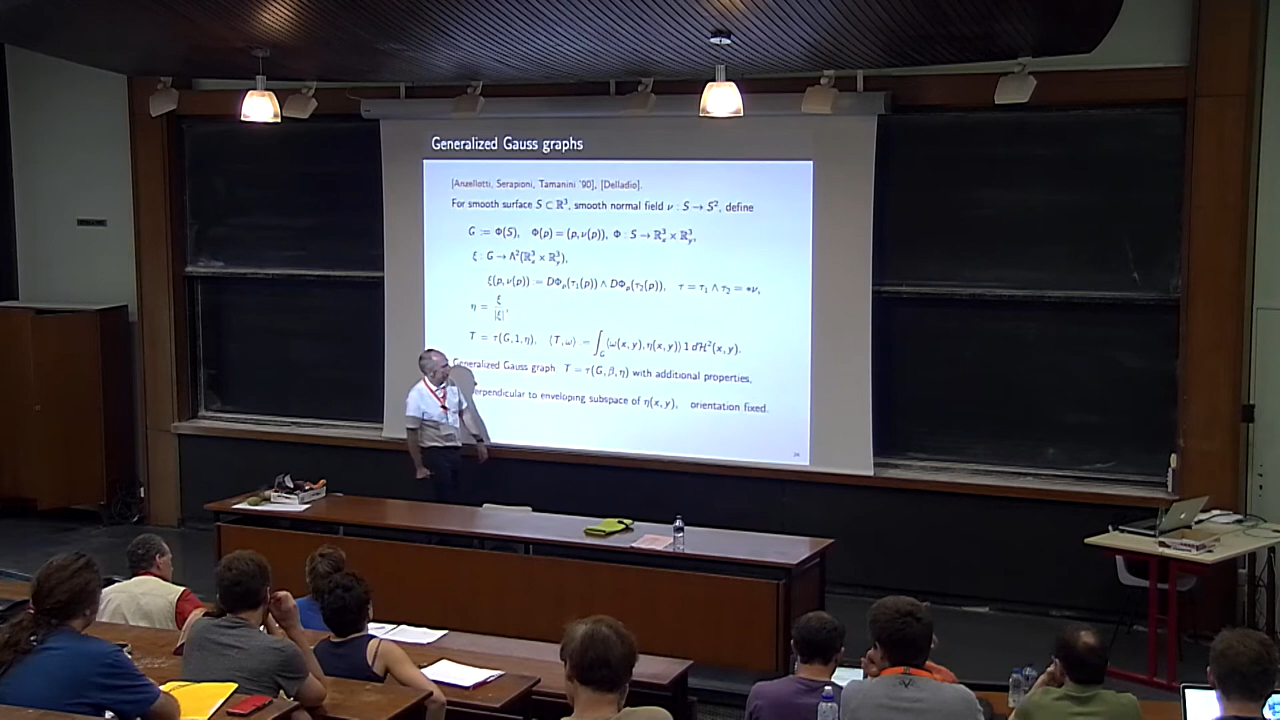 Generalized Gauss graphs
[Anzellotti, Serapioni, Tamanini '90], [Delladio].
For smooth surface S ⊂ ℝ³, smooth normal field ν : S → S², define
G := Φ(S), Φ(p) = (p, ν(p)), Φ : S → ℝ³ₓ × ℝ³ᵧ,
ξ : G → Λ²(ℝ³ₓ × ℝ³ᵧ),
ξ(p, ν(p)) := DΦₚ(τ₁(p)) ∧ DΦₚ(τ₂(p)), τ = τ₁ ∧ τ₂ = *ν,
η = ξ / |ξ|,
T = τ(G, 1, η), ⟨T, ω⟩ = ∫_G ⟨ω(x, y), η(x, y)⟩ 1 dℋ²(x, y).
Generalized Gauss graph T = τ(G, β, η) with additional properties,
erpendicular to enveloping subspace of η(x, y), orientation fixed.